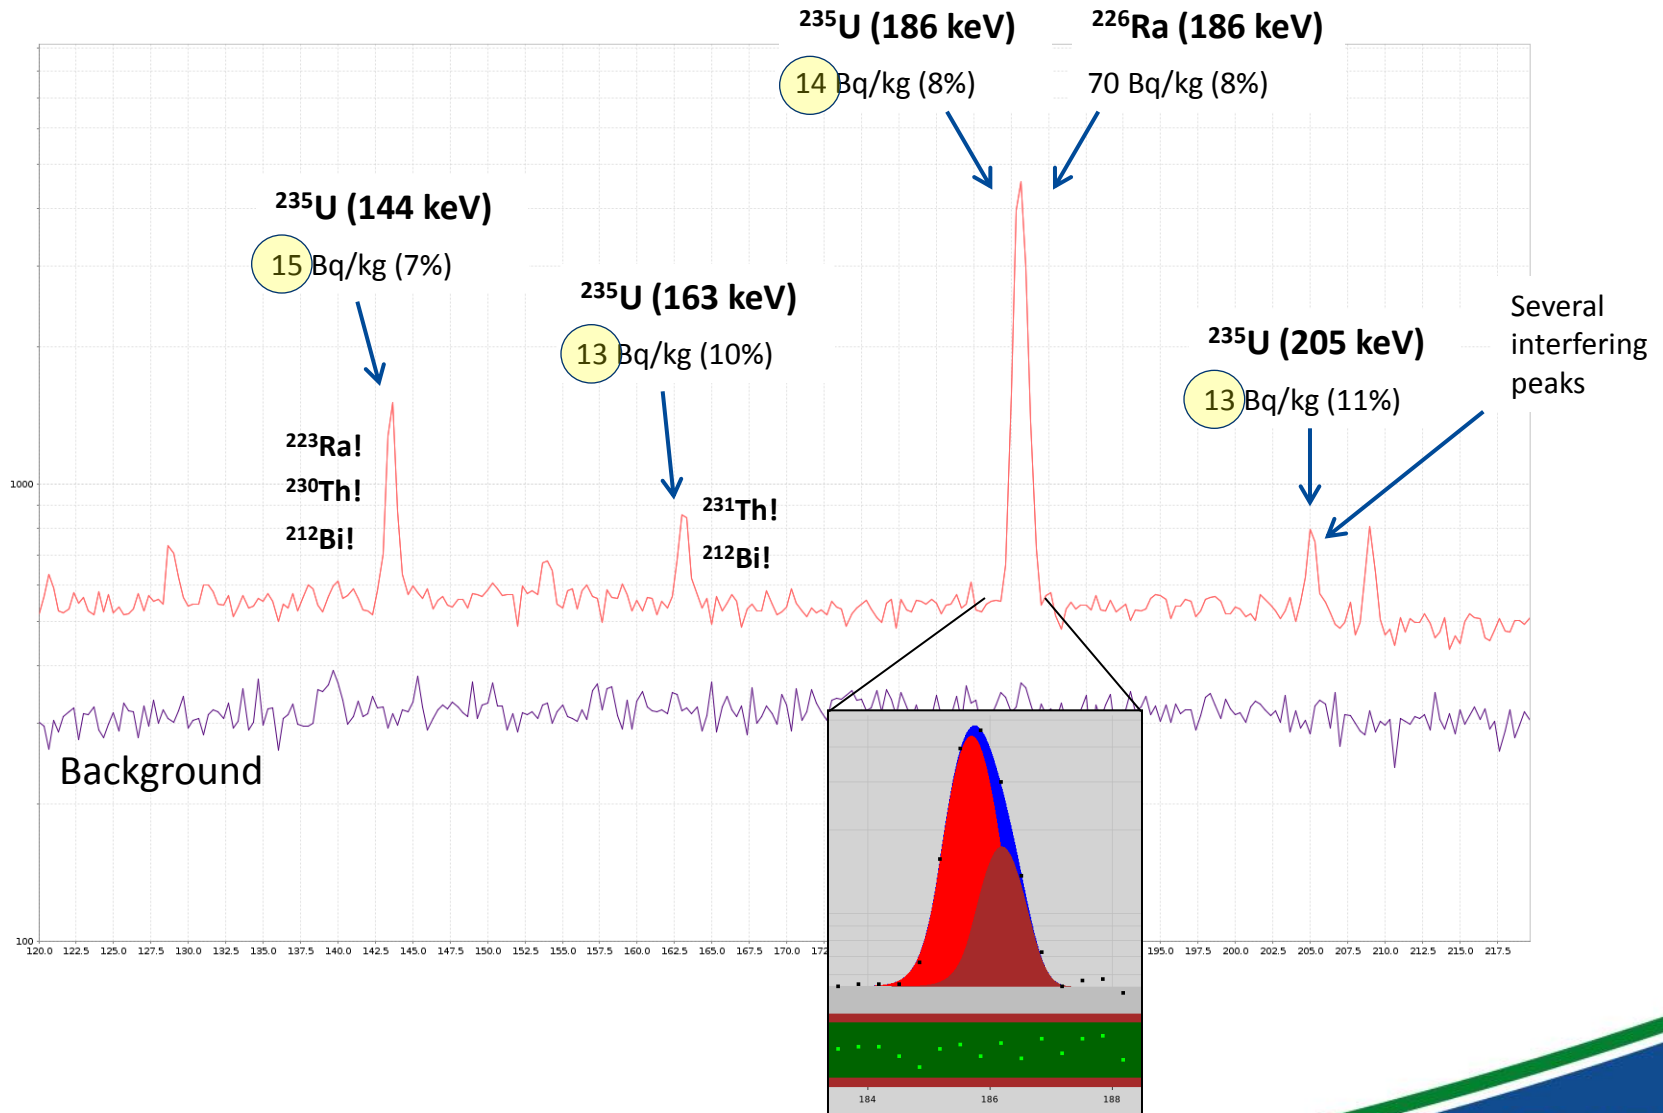 ²³⁵U (186 keV)
²²⁶Ra (186 keV)
14 Bq/kg (8%)
70 Bq/kg (8%)
²³⁵U (144 keV)
15 Bq/kg (7%)
²³⁵U (163 keV)
13 Bq/kg (10%)
²³⁵U (205 keV)
13 Bq/kg (11%)
Several
interfering
peaks
²²³Ra!
²³⁰Th!
²¹²Bi!
²³¹Th!
²¹²Bi!
1000
Background
100
120.0 122.5 125.0 127.5 130.0 132.5 135.0 137.5 140.0 142.5 145.0 147.5 150.0 152.5 155.0 157.5 160.0 162.5 165.0 167.5 170.0 172 195.0 197.5 200.0 202.5 205.0 207.5 210.0 212.5 215.0 217.5
184 186 188